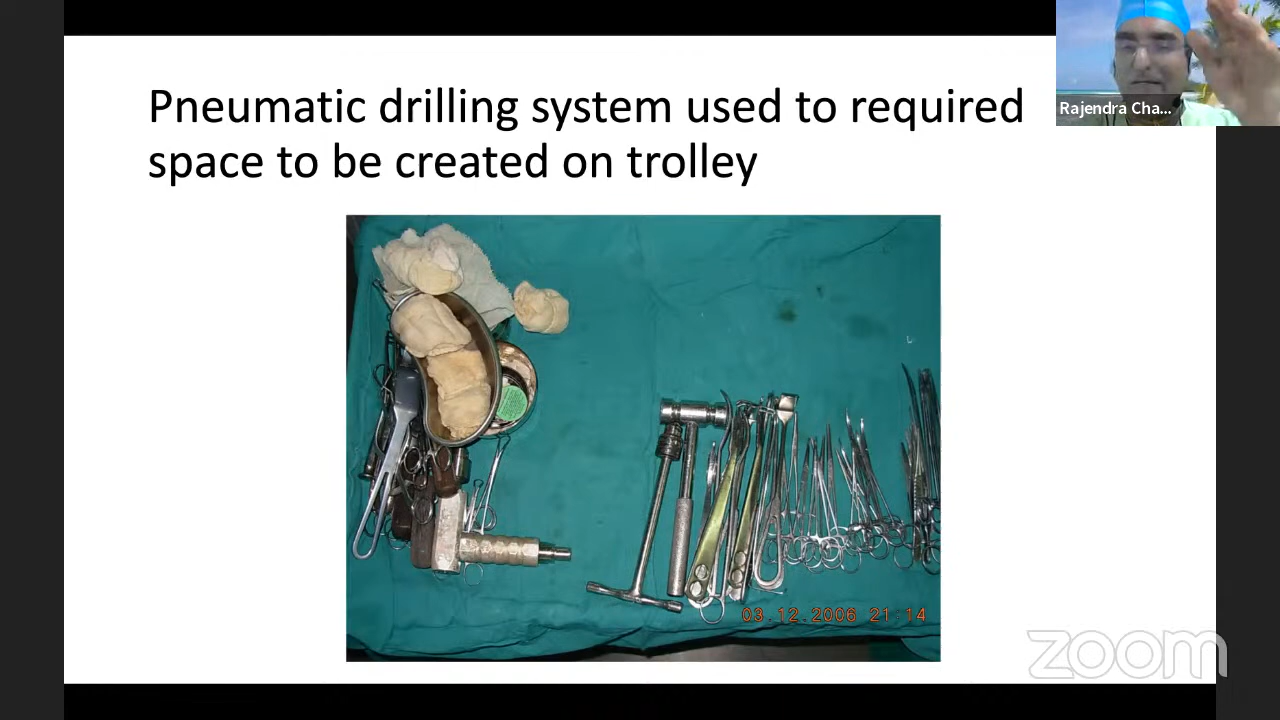 Pneumatic drilling system used to required
space to be created on trolley
Rajendra Cha...
03.12.2006 21:14
zoom